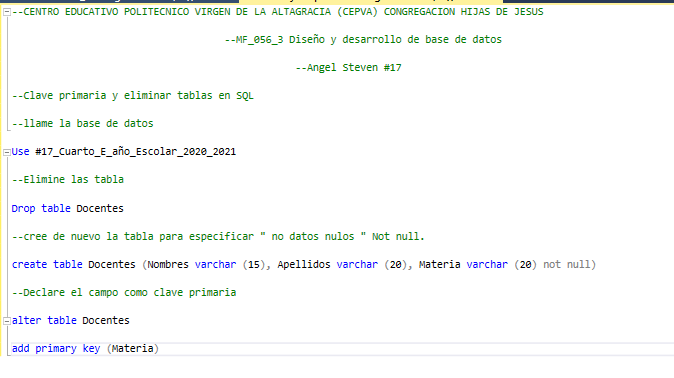 --CENTRO EDUCATIVO POLITECNICO VIRGEN DE LA ALTAGRACIA (CEPVA) CONGREGACION HIJAS DE JESUS
--MF_056_3 Diseño y desarrollo de base de datos
--Angel Steven #17
--Clave primaria y eliminar tablas en SQL
--llame la base de datos
Use #17_Cuarto_E_año_Escolar_2020_2021
--Elimine las tabla
Drop table Docentes
--cree de nuevo la tabla para especificar " no datos nulos " Not null.
create table Docentes (Nombres varchar (15), Apellidos varchar (20), Materia varchar (20) not null)
--Declare el campo como clave primaria
alter table Docentes
add primary key (Materia)